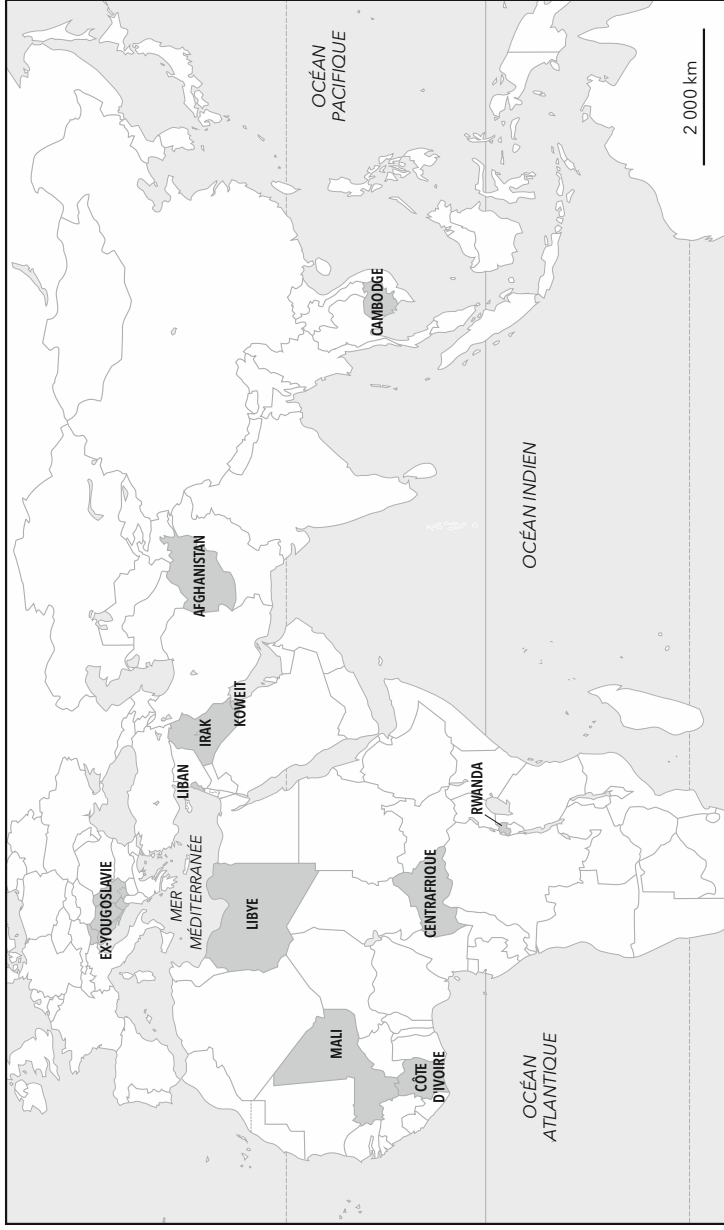 OCÉAN
PACIFIQUE
2 000 km
CAMBODGE
AFGHANISTAN
OCÉAN INDIEN
IRAK
KOWEIT
LIBAN
EX-YOUGOSLAVIE
MER
MÉDITERRANÉE
LIBYE
CENTRAFRIQUE
RWANDA
MALI
CÔTE
D'IVOIRE
OCÉAN
ATLANTIQUE